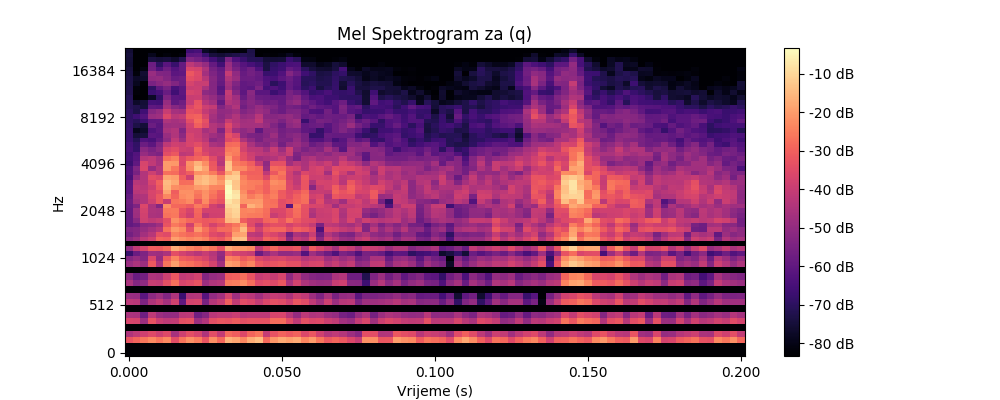 Mel Spektrogram za (q)
Hz
16384
8192
4096
2048
1024
512
0
0.000 0.050 0.100 0.150 0.200
Vrijeme (s)
-10 dB
-20 dB
-30 dB
-40 dB
-50 dB
-60 dB
-70 dB
-80 dB